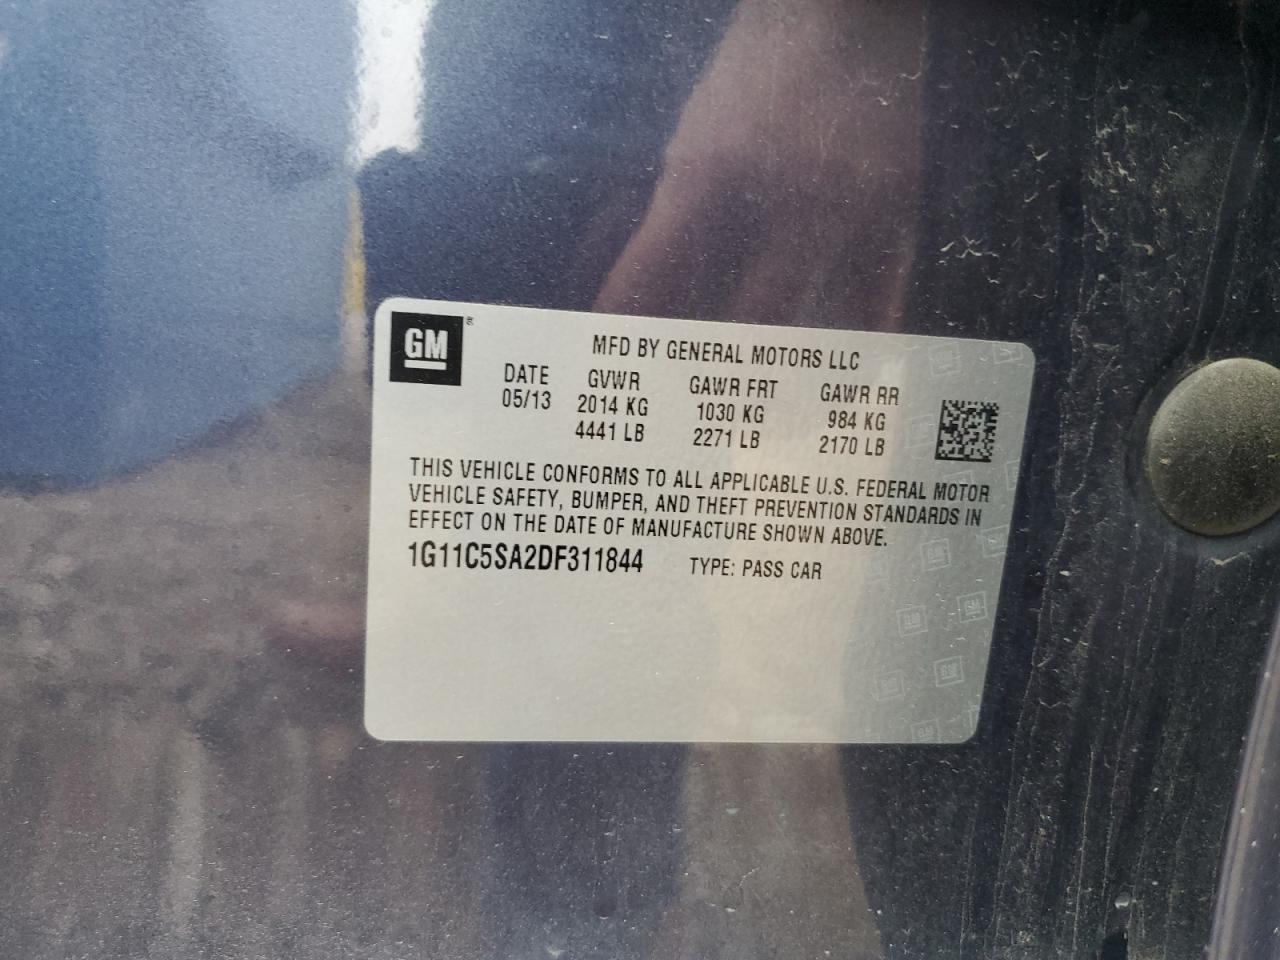 GM®
MFD BY GENERAL MOTORS LLC
DATE GVWR GAWR FRT GAWR RR
05/13 2014 KG 1030 KG 984 KG
4441 LB 2271 LB 2170 LB
THIS VEHICLE CONFORMS TO ALL APPLICABLE U.S. FEDERAL MOTOR
VEHICLE SAFETY, BUMPER, AND THEFT PREVENTION STANDARDS IN
EFFECT ON THE DATE OF MANUFACTURE SHOWN ABOVE.
1G11C5SA2DF311844 TYPE: PASS CAR